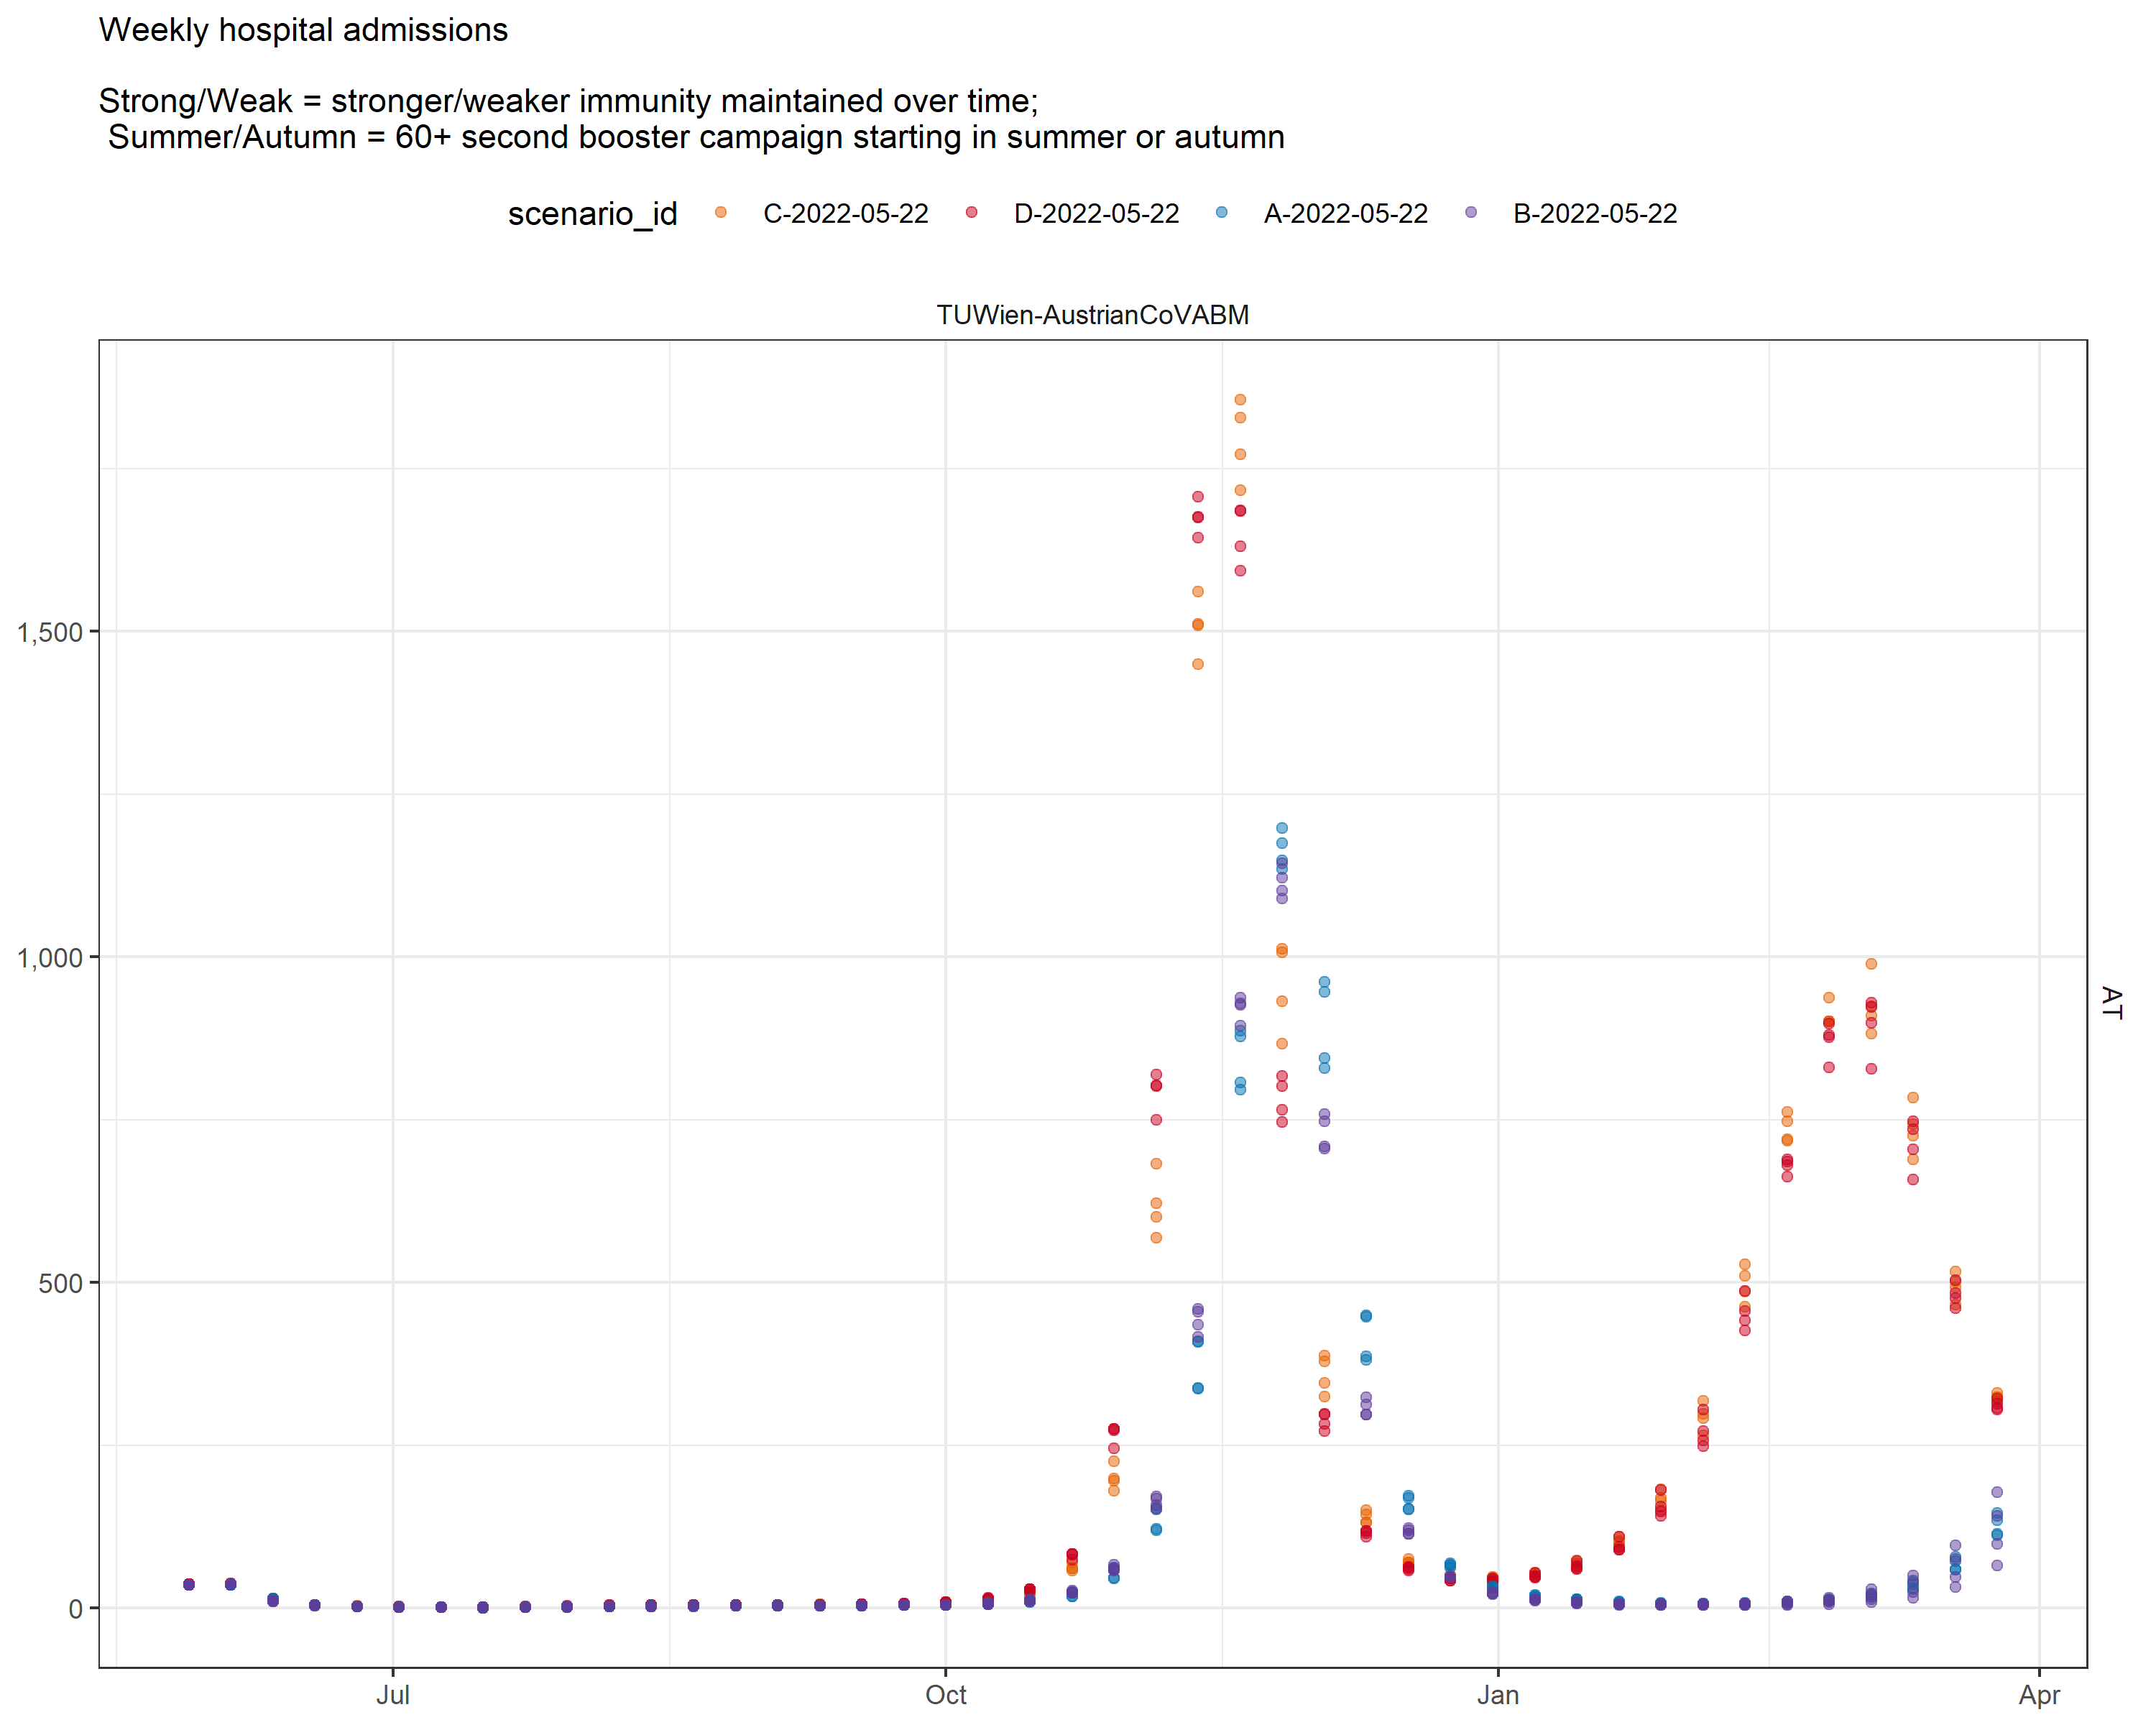 Weekly hospital admissions
Strong/Weak = stronger/weaker immunity maintained over time;
Summer/Autumn = 60+ second booster campaign starting in summer or autumn
scenario_id C-2022-05-22 D-2022-05-22 A-2022-05-22 B-2022-05-22
TUWien-AustrianCoVABM
1,500
1,000
500
0
AT
Jul Oct Jan Apr